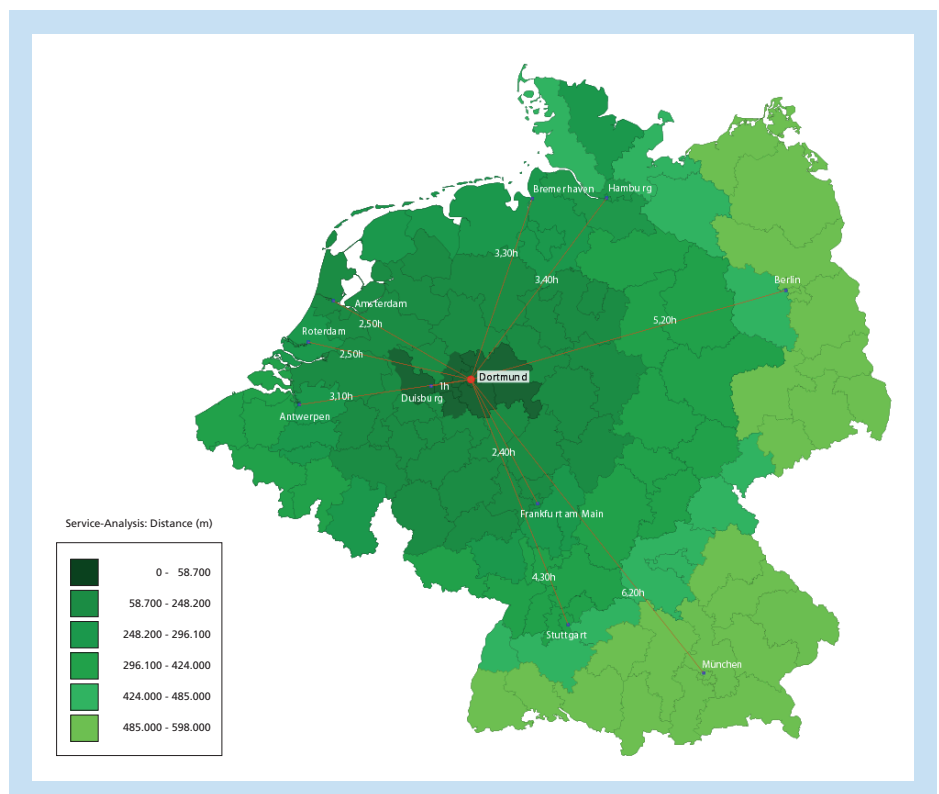 Bremerhaven
Hamburg
3,30h
3,40h
Berlin
Amsterdam
2,50h
5,20h
Roterdam
2,50h
Dortmund
1h
Duisburg
3,10h
Antwerpen
2,40h
Frankfurt am Main
Service-Analysis: Distance (m)
0 - 58.700
58.700 - 248.200
248.200 - 296.100
296.100 - 424.000
424.000 - 485.000
485.000 - 598.000
4,30h
6,20h
Stuttgart
München